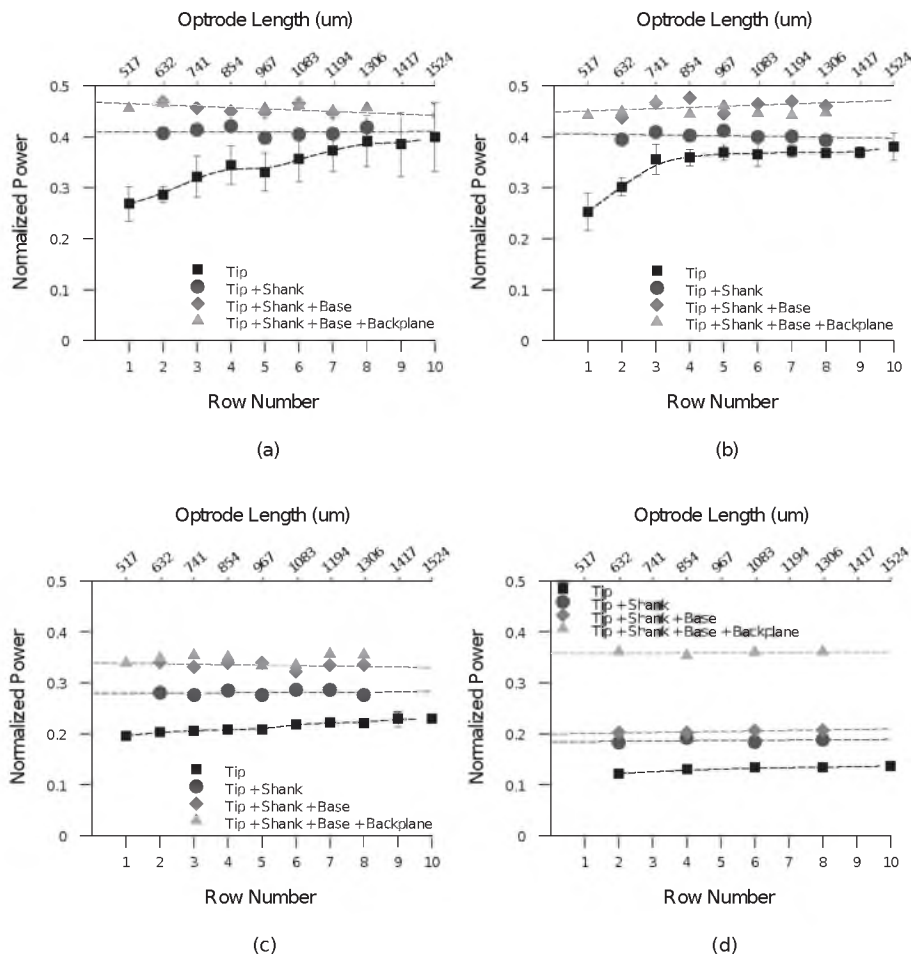 Optrode Length (um)
517 632 741 854 967 1083 1194 1306 1417 1524
0.5
0.4
0.3
0.2
0.1
0
Normalized Power
Tip
Tip +Shank
Tip +Shank +Base
Tip +Shank +Base +Backplane
1 2 3 4 5 6 7 8 9 10
Row Number
(a)
Optrode Length (um)
517 632 741 854 967 1083 1194 1306 1417 1524
0.5
0.4
0.3
0.2
0.1
0
Normalized Power
Tip
Tip +Shank
Tip +Shank +Base
Tip +Shank +Base +Backplane
1 2 3 4 5 6 7 8 9 10
Row Number
(b)
Optrode Length (um)
517 632 741 854 967 1083 1194 1306 1417 1524
0.5
0.4
0.3
0.2
0.1
0
Normalized Power
Tip
Tip +Shank
Tip +Shank +Base
Tip +Shank +Base +Backplane
1 2 3 4 5 6 7 8 9 10
Row Number
(c)
Optrode Length (um)
517 632 741 854 967 1083 1194 1306 1417 1524
0.5
0.4
0.3
0.2
0.1
0
Normalized Power
Tip
Tip +Shank
Tip +Shank +Base
Tip +Shank +Base +Backplane
1 2 3 4 5 6 7 8 9 10
Row Number
(d)